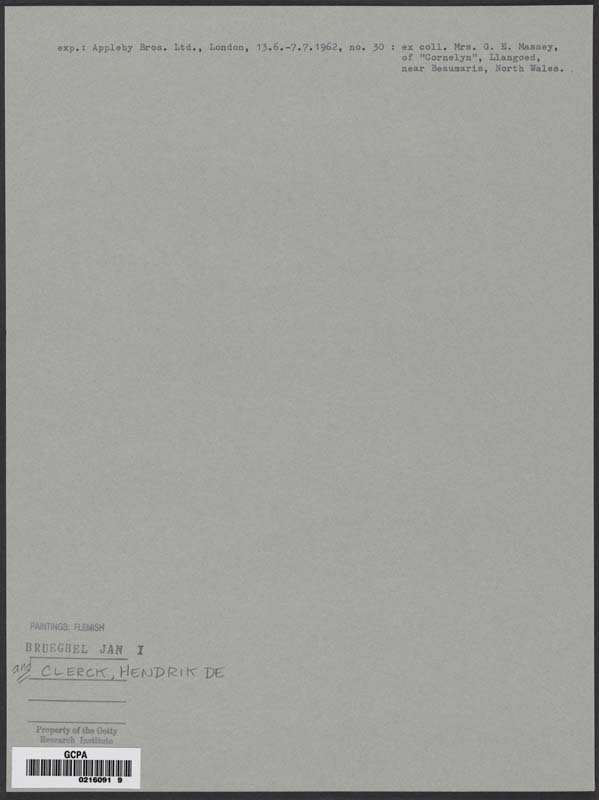 exp.: Appleby Bros. Ltd., London, 13.6.-7.7.1962, no. 30 : ex coll. Mrs. G. E. Massey,
of "Cornelyn", Llangoed,
near Beaumaris, North Wales.
PAINTINGS: FLEMISH
BRUEGHEL JAN I
and CLERCK, HENDRIK DE
Property of the Getty
Research Institute
GCPA
0216091 9